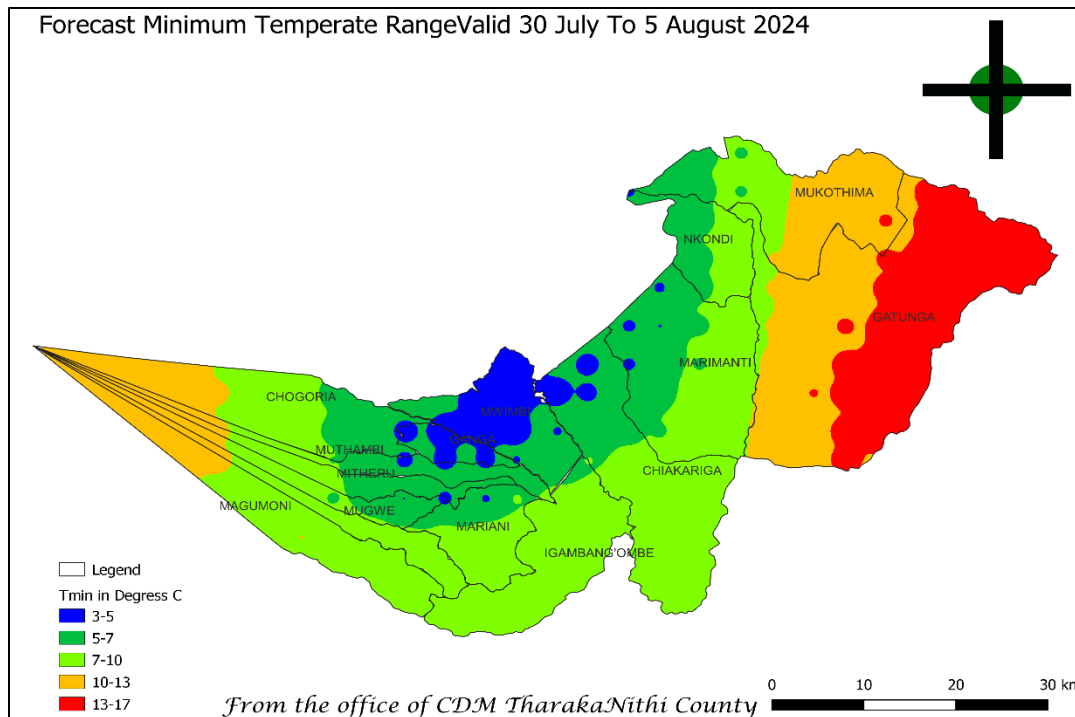 Forecast Minimum Temperate RangeValid 30 July To 5 August 2024
MUKOTHIMA
NKONDI
GATUNGA
MARIMANTI
CHOGORIA
MWIMBI
GANGA
MUTHAMBI
MITHERU
CHIAKARIGA
MAGUMONI
MUGWE
MARIANI
IGAMBANG'OMBE
Legend
Tmin in Degress C
3-5
5-7
7-10
10-13
13-17
From the office of CDM TharakaNithi County
0 10 20 30 km